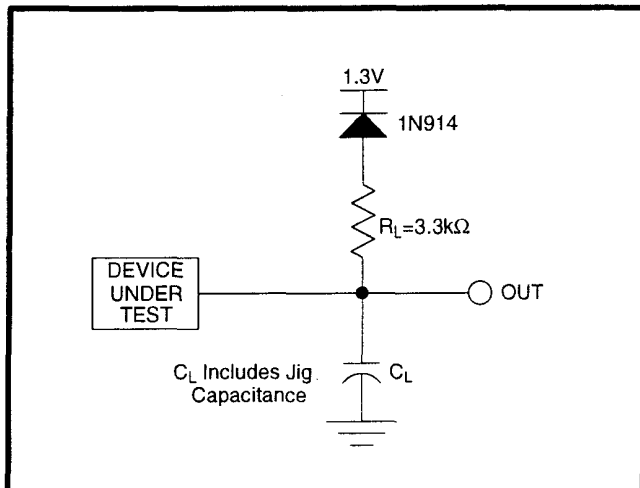 1.3V
1N914
R_L=3.3kΩ
DEVICE
UNDER
TEST
OUT
C_L Includes Jig
Capacitance
C_L